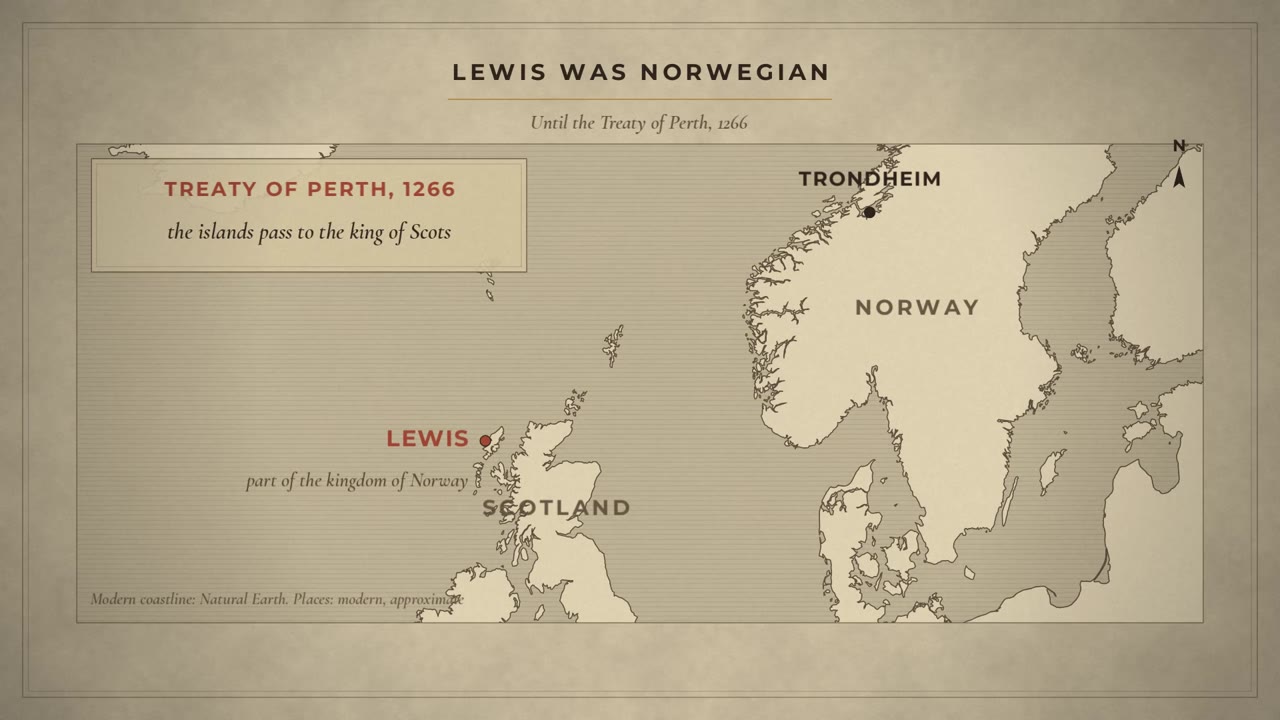 LEWIS WAS NORWEGIAN
Until the Treaty of Perth, 1266
N
TREATY OF PERTH, 1266
the islands pass to the king of Scots
TRONDHEIM
NORWAY
LEWIS
part of the kingdom of Norway
SCOTLAND
Modern coastline: Natural Earth. Places: modern, approximate